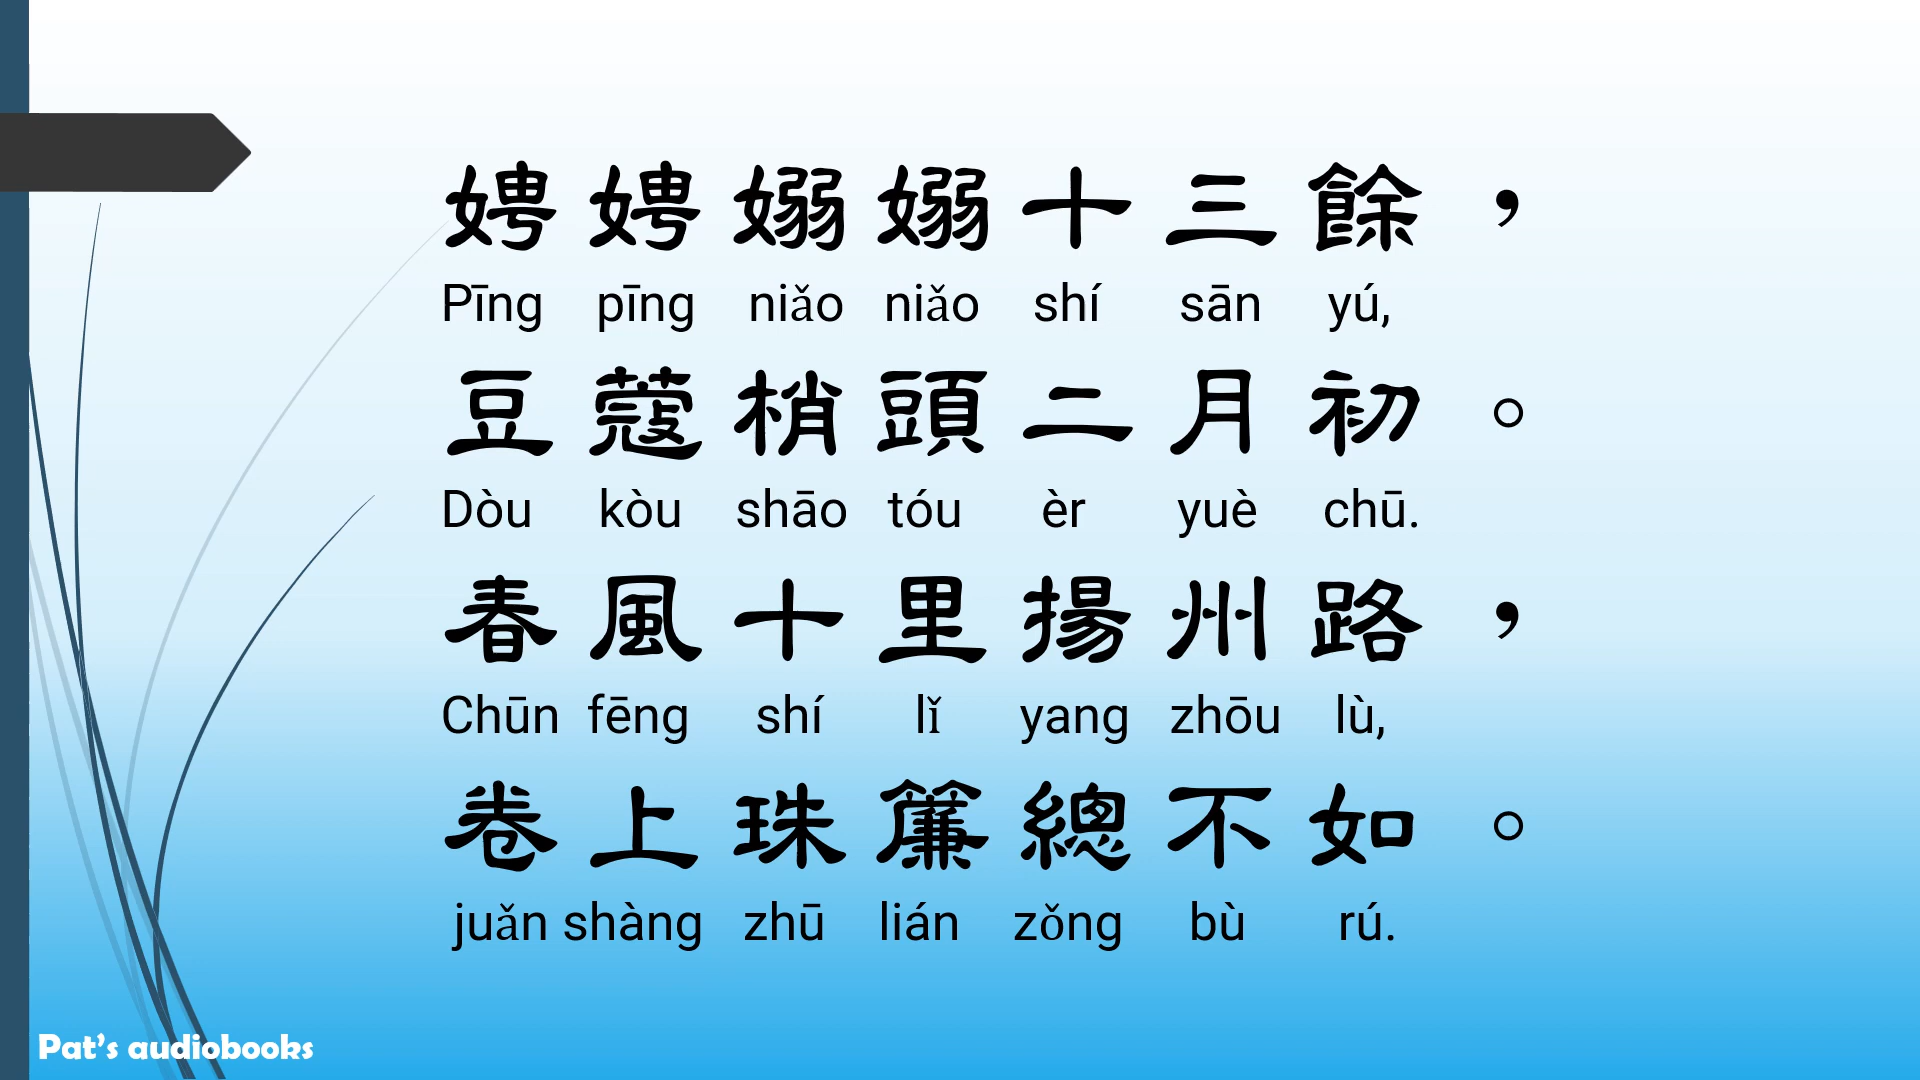 娉娉嫋嫋十三餘，
Pīng pīng niǎo niǎo shí sān yú,
豆蔻梢頭二月初。
Dòu kòu shāo tóu èr yuè chū.
春風十里揚州路，
Chūn fēng shí lǐ yang zhōu lù,
卷上珠簾總不如。
juǎn shàng zhū lián zǒng bù rú.
Pat's audiobooks